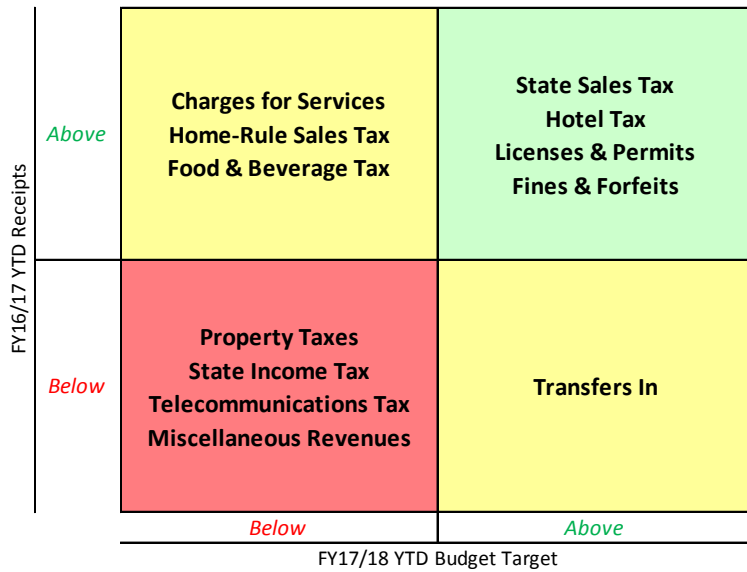 FY16/17 YTD Receipts
Above
Charges for Services
Home-Rule Sales Tax
Food & Beverage Tax
State Sales Tax
Hotel Tax
Licenses & Permits
Fines & Forfeits
Below
Property Taxes
State Income Tax
Telecommunications Tax
Miscellaneous Revenues
Transfers In
Below
Above
FY17/18 YTD Budget Target